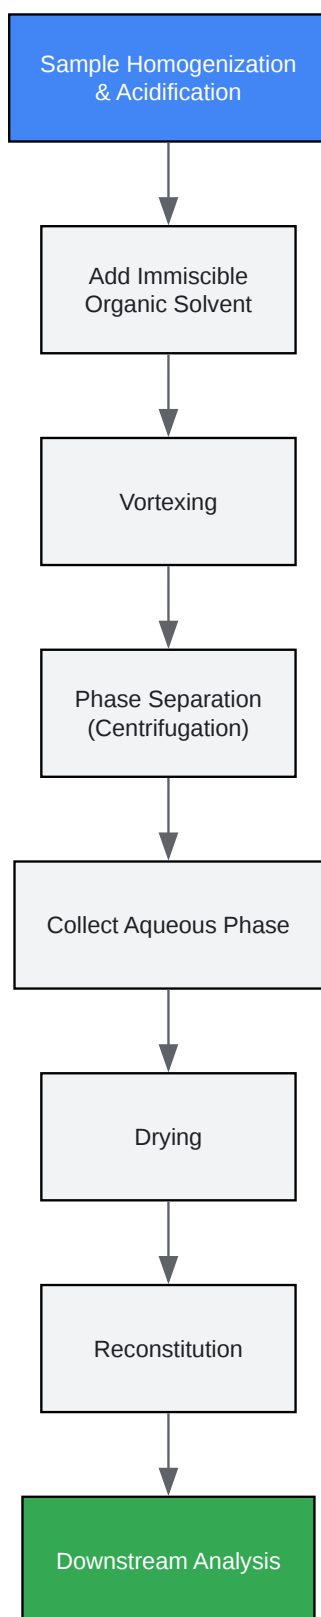 Sample Homogenization
& Acidification
Add Immiscible
Organic Solvent
Vortexing
Phase Separation
(Centrifugation)
Collect Aqueous Phase
Drying
Reconstitution
Downstream Analysis